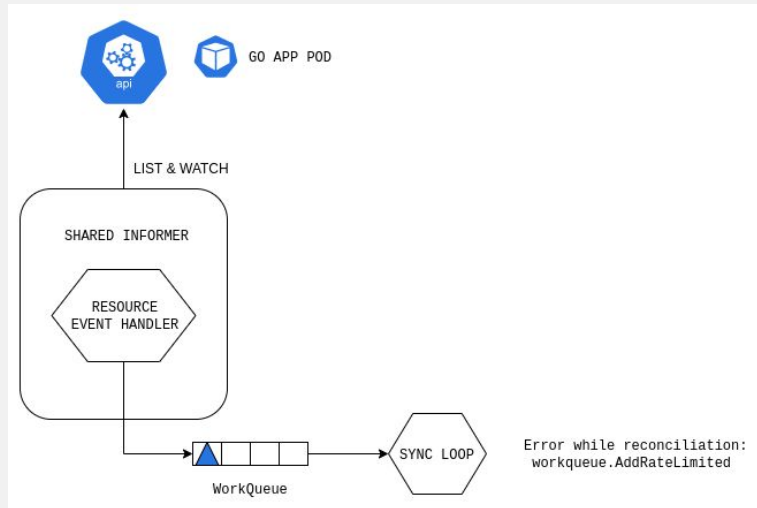 api
GO APP POD
LIST & WATCH
SHARED INFORMER
RESOURCE
EVENT HANDLER
SYNC LOOP
Error while reconciliation:
workqueue.AddRateLimited
WorkQueue